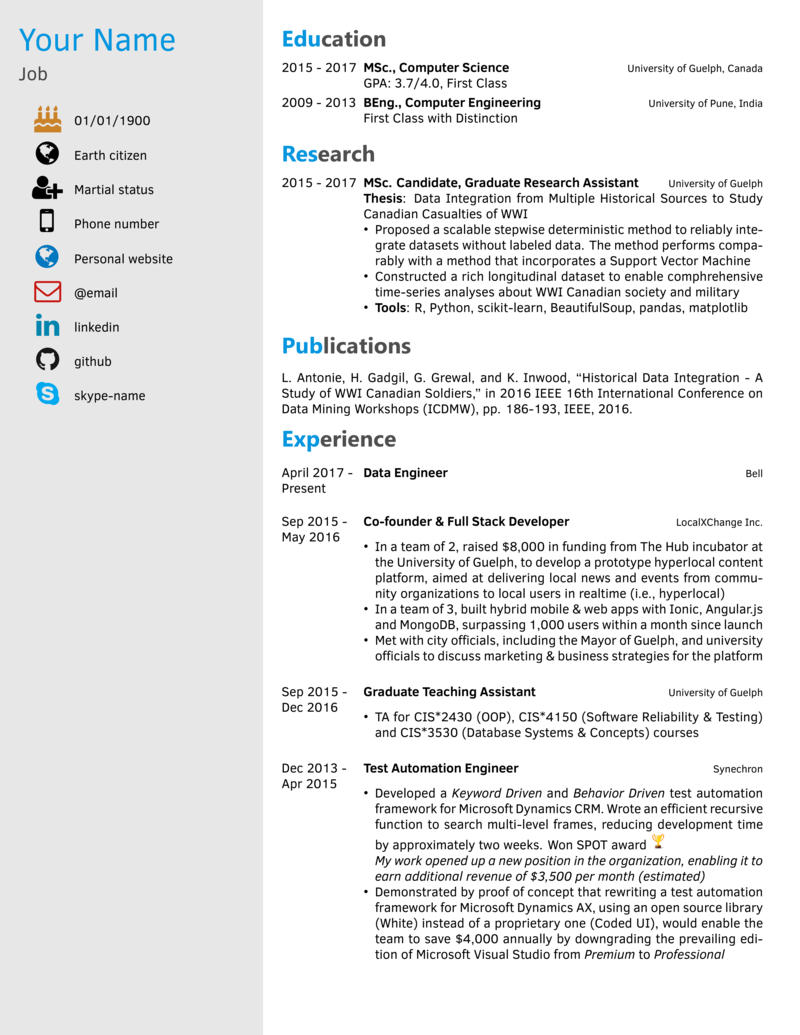 Your Name
Job
01/01/1900
Earth citizen
Martial status
Phone number
Personal website
@email
linkedin
github
skype-name
Education
2015 - 2017 MSc., Computer Science University of Guelph, Canada
GPA: 3.7/4.0, First Class
2009 - 2013 BEng., Computer Engineering University of Pune, India
First Class with Distinction
Research
2015 - 2017 MSc. Candidate, Graduate Research Assistant University of Guelph
Thesis: Data Integration from Multiple Historical Sources to Study
Canadian Casualties of WWI
• Proposed a scalable stepwise deterministic method to reliably inte-
grate datasets without labeled data. The method performs compa-
rably with a method that incorporates a Support Vector Machine
• Constructed a rich longitudinal dataset to enable comphrehensive
time-series analyses about WWI Canadian society and military
• Tools: R, Python, scikit-learn, BeautifulSoup, pandas, matplotlib
Publications
L. Antonie, H. Gadgil, G. Grewal, and K. Inwood, “Historical Data Integration - A
Study of WWI Canadian Soldiers,” in 2016 IEEE 16th International Conference on
Data Mining Workshops (ICDMW), pp. 186-193, IEEE, 2016.
Experience
April 2017 - Data Engineer Bell
Present
Sep 2015 - Co-founder & Full Stack Developer LocalXChange Inc.
May 2016
• In a team of 2, raised $8,000 in funding from The Hub incubator at
the University of Guelph, to develop a prototype hyperlocal content
platform, aimed at delivering local news and events from commu-
nity organizations to local users in realtime (i.e., hyperlocal)
• In a team of 3, built hybrid mobile & web apps with Ionic, Angular.js
and MongoDB, surpassing 1,000 users within a month since launch
• Met with city officials, including the Mayor of Guelph, and university
officials to discuss marketing & business strategies for the platform
Sep 2015 - Graduate Teaching Assistant University of Guelph
Dec 2016
• TA for CIS*2430 (OOP), CIS*4150 (Software Reliability & Testing)
and CIS*3530 (Database Systems & Concepts) courses
Dec 2013 - Test Automation Engineer Synechron
Apr 2015
• Developed a Keyword Driven and Behavior Driven test automation
framework for Microsoft Dynamics CRM. Wrote an efficient recursive
function to search multi-level frames, reducing development time
by approximately two weeks. Won SPOT award
My work opened up a new position in the organization, enabling it to
earn additional revenue of $3,500 per month (estimated)
• Demonstrated by proof of concept that rewriting a test automation
framework for Microsoft Dynamics AX, using an open source library
(White) instead of a proprietary one (Coded UI), would enable the
team to save $4,000 annually by downgrading the prevailing edi-
tion of Microsoft Visual Studio from Premium to Professional